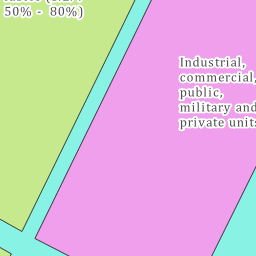 50% - 80%)
Industrial,
commercial,
public,
military and
private units